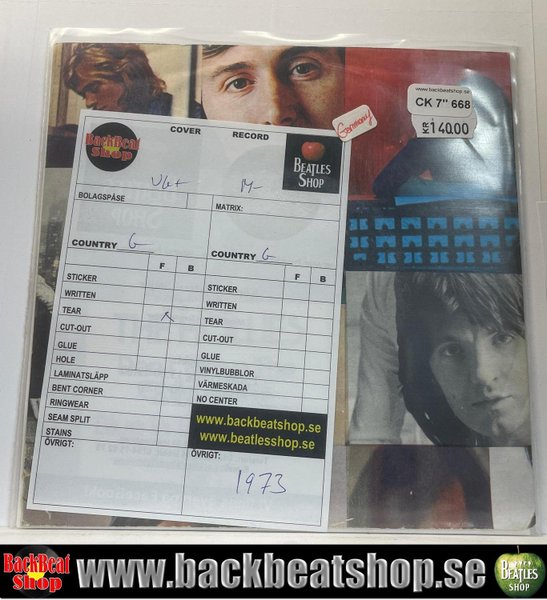 www.backbeatshop.se
CK 7" 668
KR 140.00
Germany
BackBeat
Shop
COVER
RECORD
BEATLES
SHOP
VG+
M-
BOLAGSPÅSE
MATRIX:
COUNTRY G
COUNTRY G
F B
F B
STICKER
WRITTEN
TEAR
CUT-OUT
GLUE
HOLE
LAMINATSLÄPP
BENT CORNER
RINGWEAR
SEAM SPLIT
STAINS
ÖVRIGT:
STICKER
WRITTEN
TEAR
CUT-OUT
GLUE
VINYLBUBBLOR
VÄRMESKADA
NO CENTER
www.backbeatshop.se
www.beatlesshop.se
ÖVRIGT:
1973
BackBeat
Shop
www.backbeatshop.se
BEATLES
SHOP